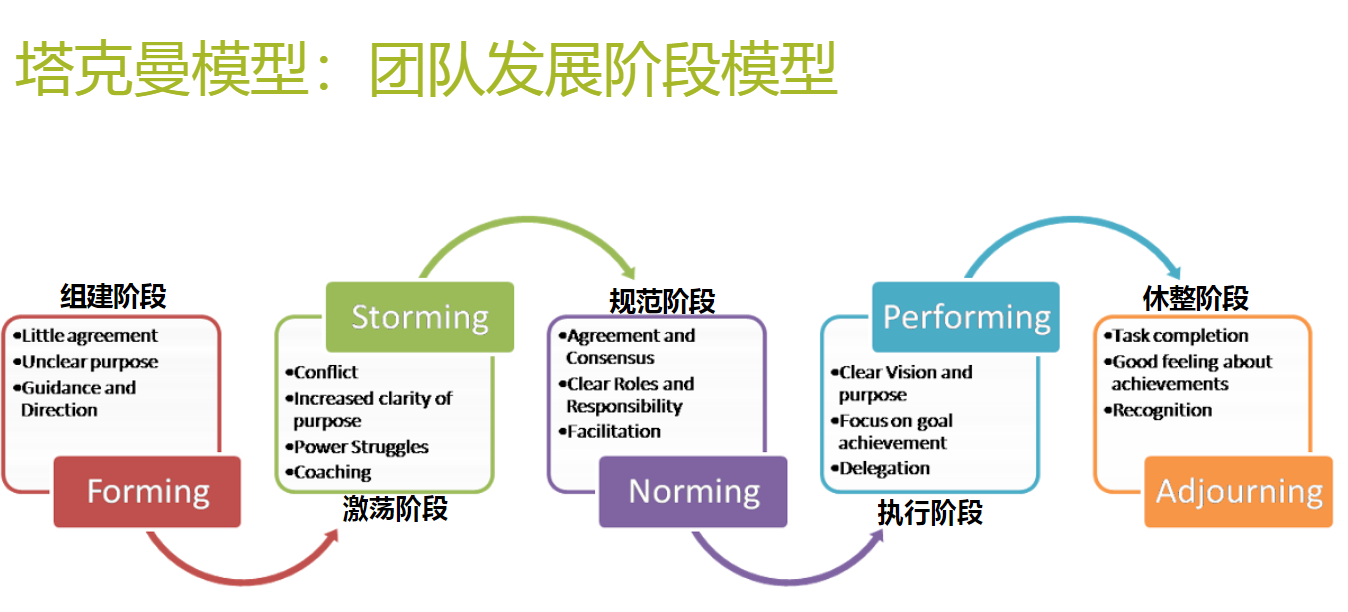 塔克曼模型：团队发展阶段模型
组建阶段
•Little agreement
•Unclear purpose
•Guidance and
Direction
Forming
Storming
•Conflict
•Increased clarity of
purpose
•Power Struggles
•Coaching
激荡阶段
规范阶段
•Agreement and
Consensus
•Clear Roles and
Responsibility
•Facilitation
Norming
Performing
•Clear Vision and
purpose
•Focus on goal
achievement
•Delegation
执行阶段
休整阶段
•Task completion
•Good feeling about
achievements
•Recognition
Adjourning